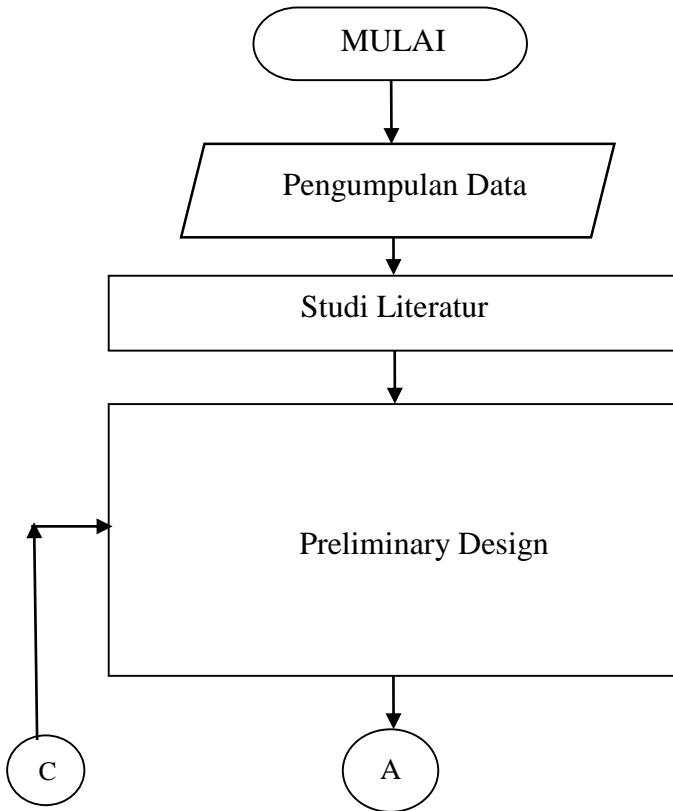 MULAI
Pengumpulan Data
Studi Literatur
Preliminary Design
C
A